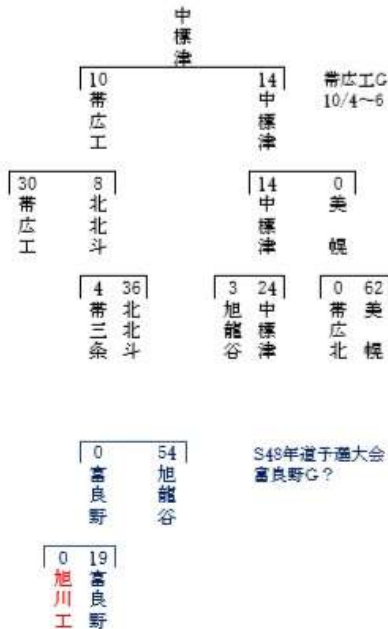 中標津
10 14 帯広工G
帯広工 中標津 10/4~6
30 8 14 0
帯広工 北北斗 中標津 美幌
4 36 3 24 0 62
帯三条 北北斗 旭龍谷 中標津 帯広北 美幌
0 54 S48年道予選大会
富良野 旭龍谷 富良野G?
0 19
旭川工 富良野